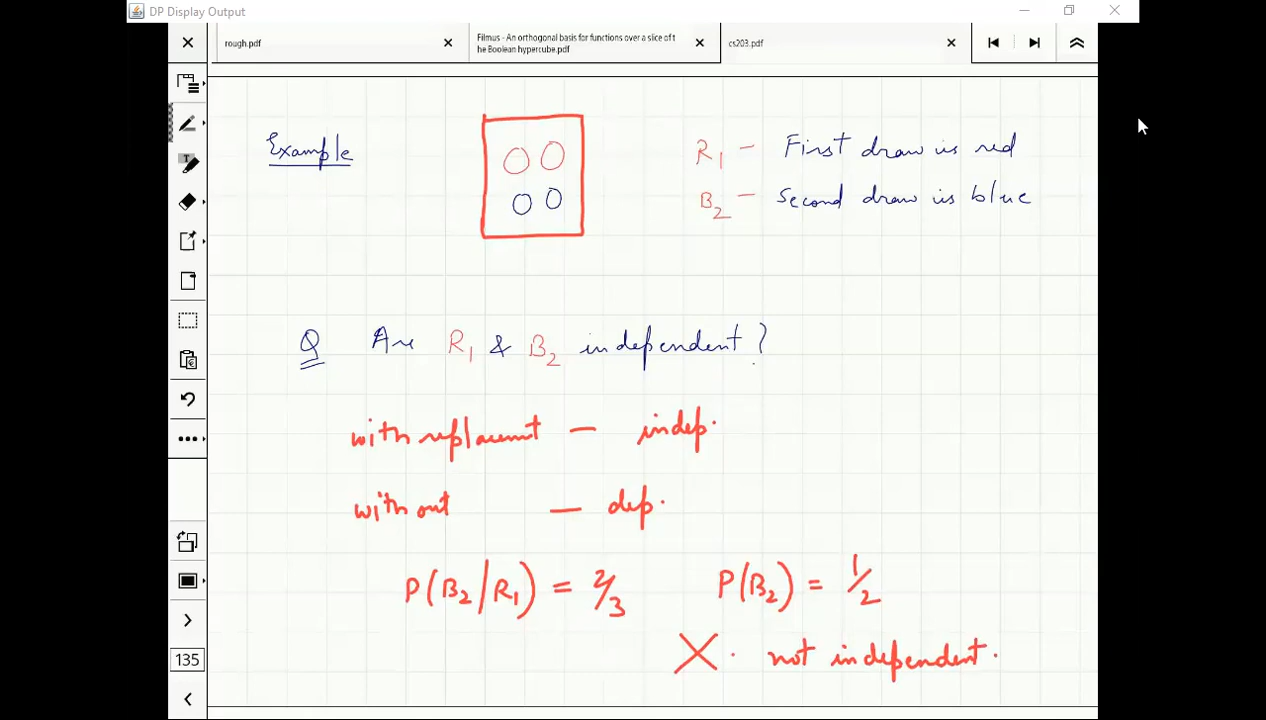 DP Display Output
rough.pdf
Filmus - An orthogonal basis for functions over a slice of t
he Boolean hypercube.pdf
cs203.pdf
Example
R1 - First draw is red
B2 - Second draw is blue
Q Are R1 & B2 independent?
with replacement - indep.
without - dep.
P(B2/R1) = 2/3 P(B2) = 1/2
X. not independent.
135